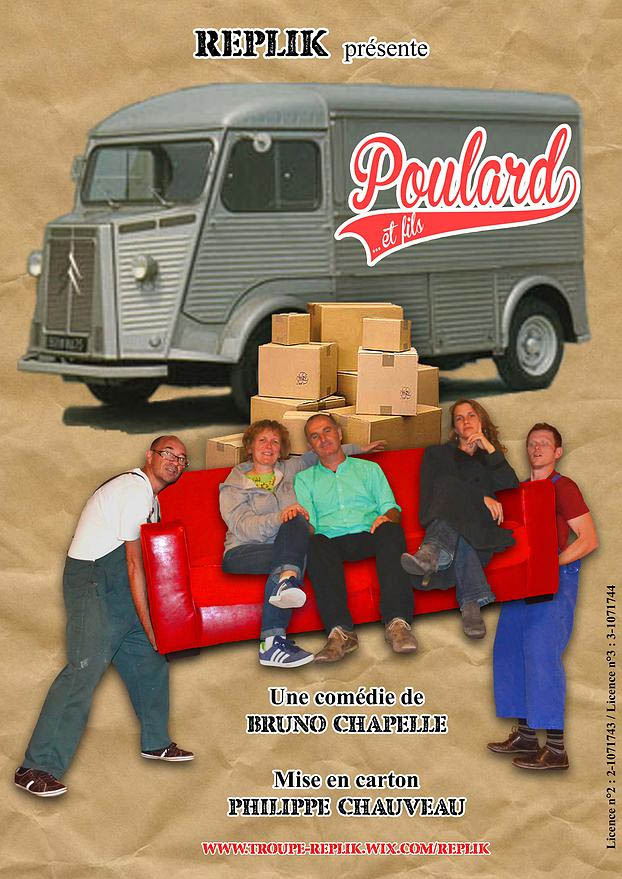 REPLIK présente
Poulard
...et fils
Une comédie de
BRUNO CHAPELLE
Mise en carton
PHILIPPE CHAUVEAU
WWW.TROUPE-REPLIK.WIX.COM/REPLIK
Licence n°2 : 2-1071743 / Licence n°3 : 3-1071744